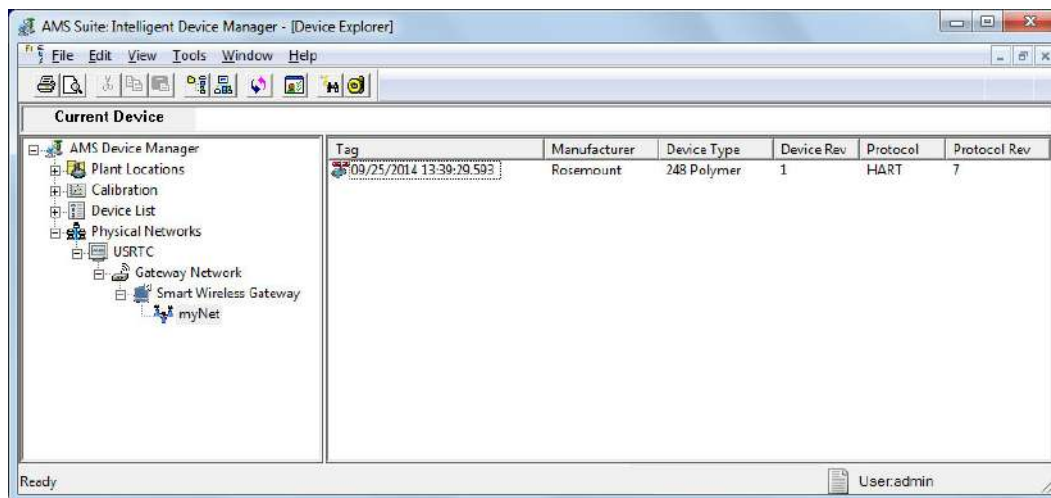 AMS Suite: Intelligent Device Manager - [Device Explorer]
File Edit View Tools Window Help
Current Device
AMS Device Manager
Plant Locations
Calibration
Device List
Physical Networks
USRTC
Gateway Network
Smart Wireless Gateway
myNet
Tag Manufacturer Device Type Device Rev Protocol Protocol Rev
09/25/2014 13:39:29.593 Rosemount 248 Polymer 1 HART 7
Ready User:admin